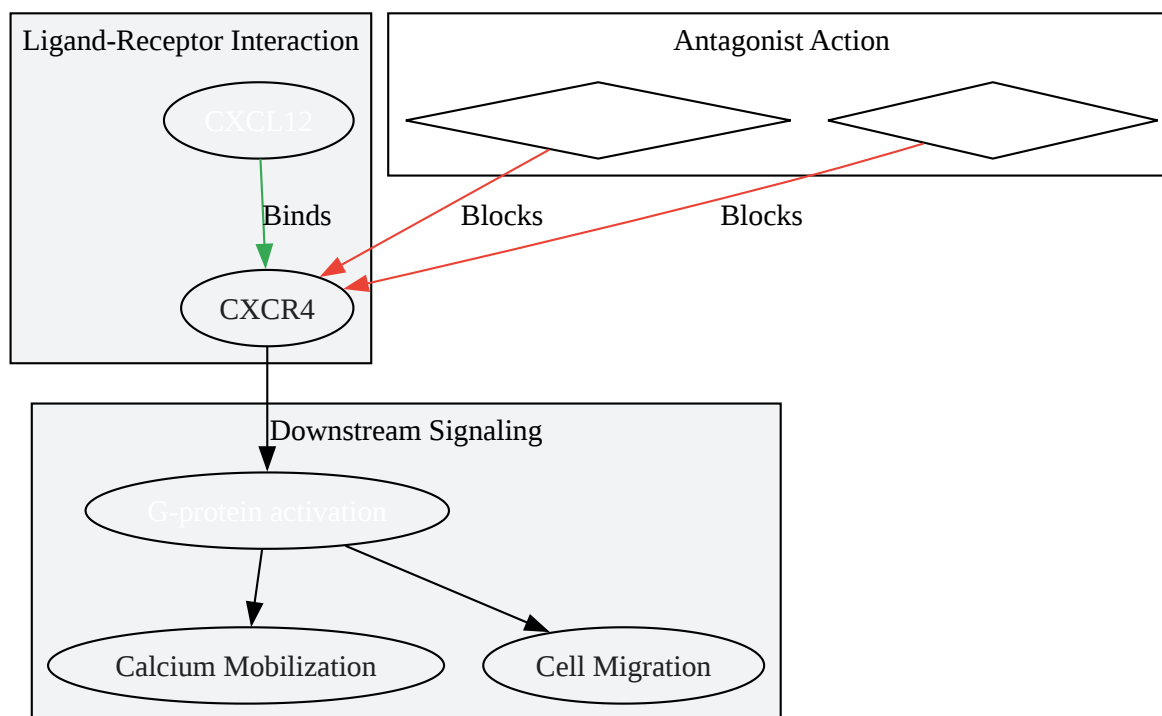 Ligand-Receptor Interaction
Antagonist Action
CXCL12
Binds
Blocks
Blocks
CXCR4
Downstream Signaling
G-protein activation
Calcium Mobilization
Cell Migration